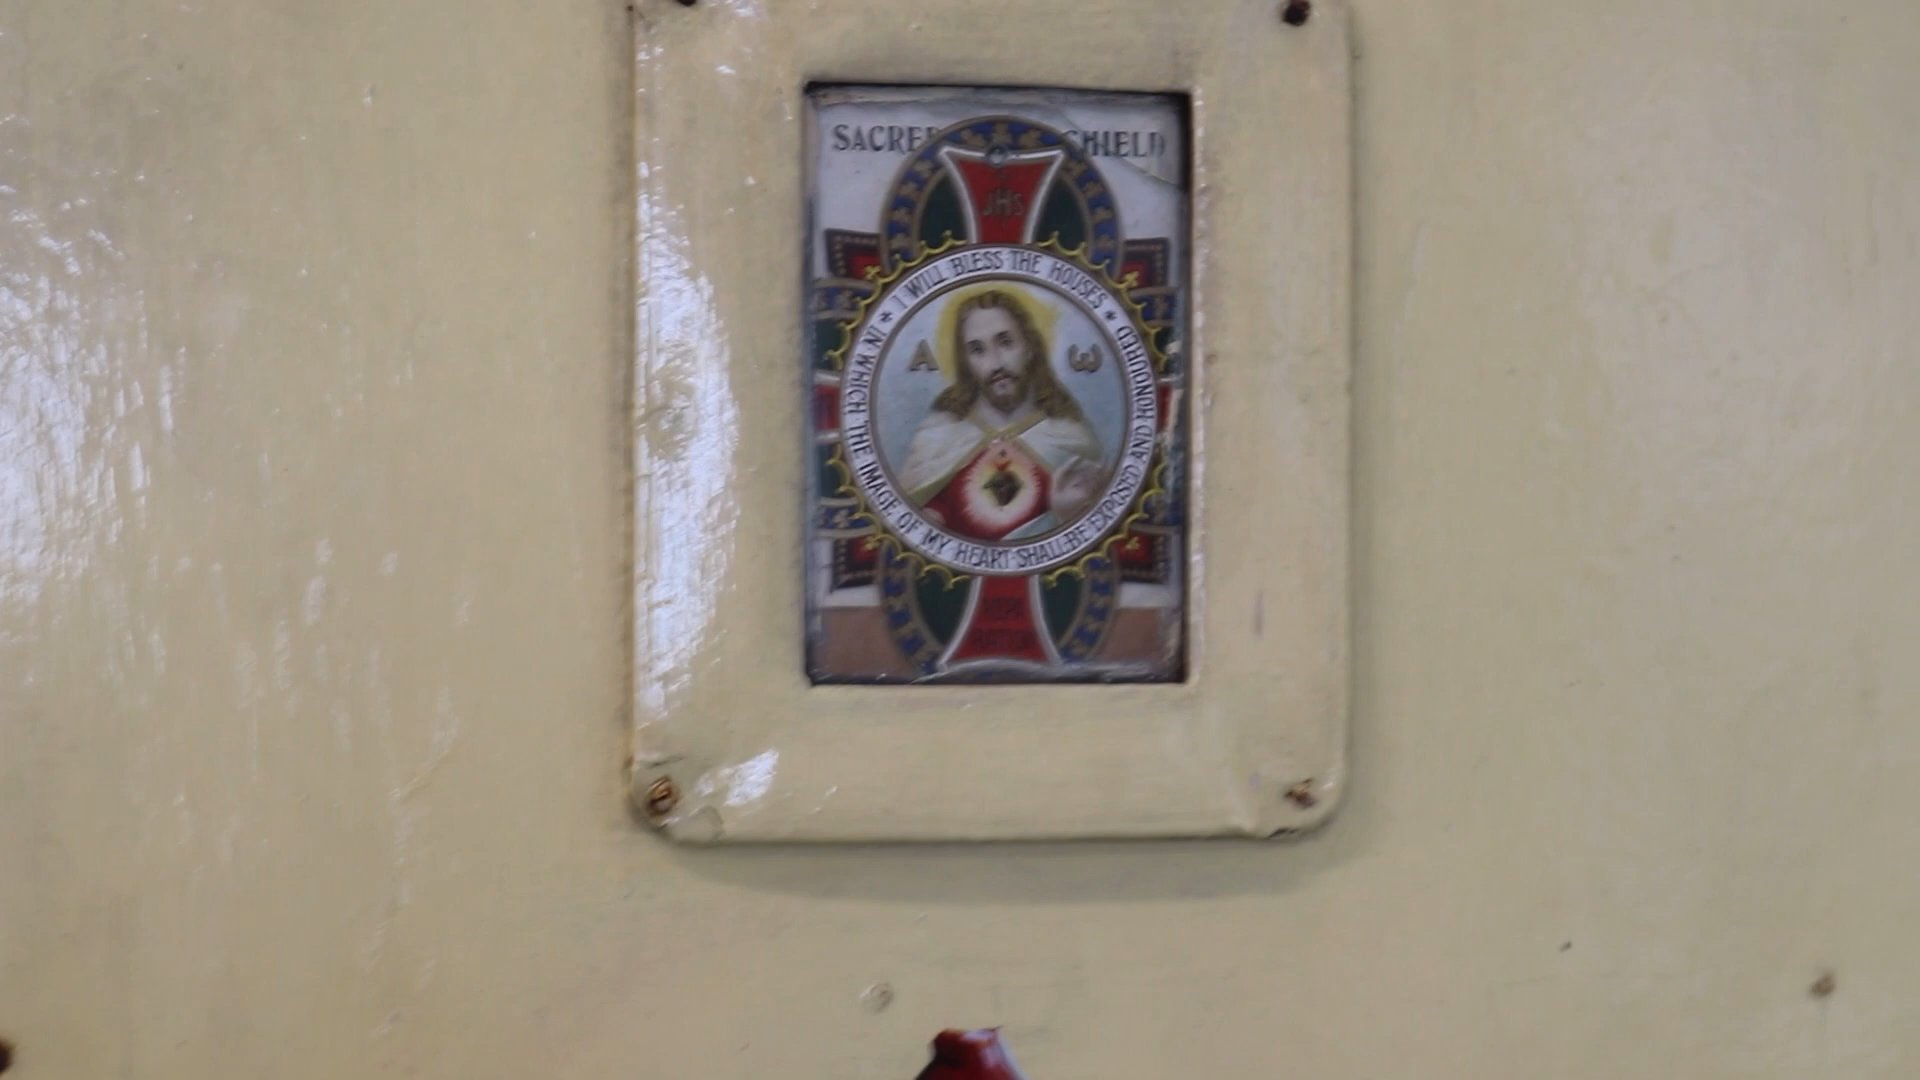 SACRED SHIELD
JHS
* I WILL BLESS THE HOUSES *
IN WHICH THE IMAGE OF MY HEART SHALL BE EXPOSED AND HONOURED
A ω